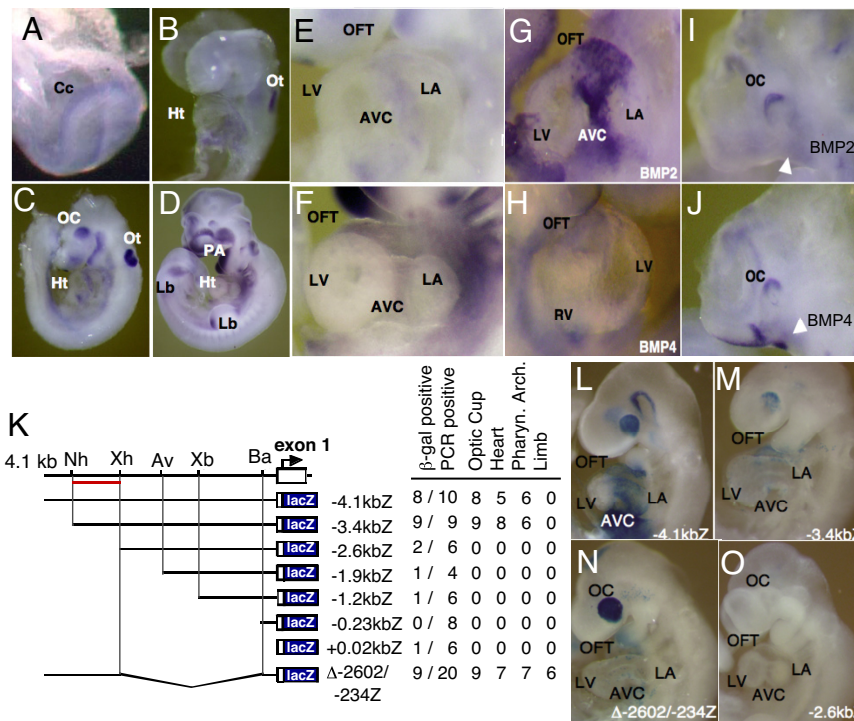 A
Cc
B
Ht
Ot
E
OFT
LV
LA
AVC
G
OFT
LV
AVC
LA
BMP2
I
OC
BMP2
C
OC
Ot
Ht
D
PA
Lb
Ht
Lb
F
OFT
LV
LA
AVC
H
OFT
LV
RV
BMP4
J
OC
BMP4
K
β-gal positive
PCR positive
Optic Cup
Heart
Pharyn. Arch.
Limb
4.1 kb Nh Xh Av Xb Ba exon 1
lacZ -4.1kbZ 8 / 10 8 5 6 0
lacZ -3.4kbZ 9 / 9 9 8 6 0
lacZ -2.6kbZ 2 / 6 0 0 0 0
lacZ -1.9kbZ 1 / 4 0 0 0 0
lacZ -1.2kbZ 1 / 6 0 0 0 0
-0.23kbZ 0 / 8 0 0 0 0
lacZ
lacZ +0.02kbZ 1 / 6 0 0 0 0
lacZ Δ-2602/ 9 / 20 9 7 7 6
-234Z
L
OFT
LV
LA
AVC
-4.1kbZ
M
OFT
LA
LV
AVC
-3.4kbZ
N
OC
OFT
LA
LV
AVC
Δ-2602/-234Z
O
OC
OFT
LV
LA
AVC
-2.6kb